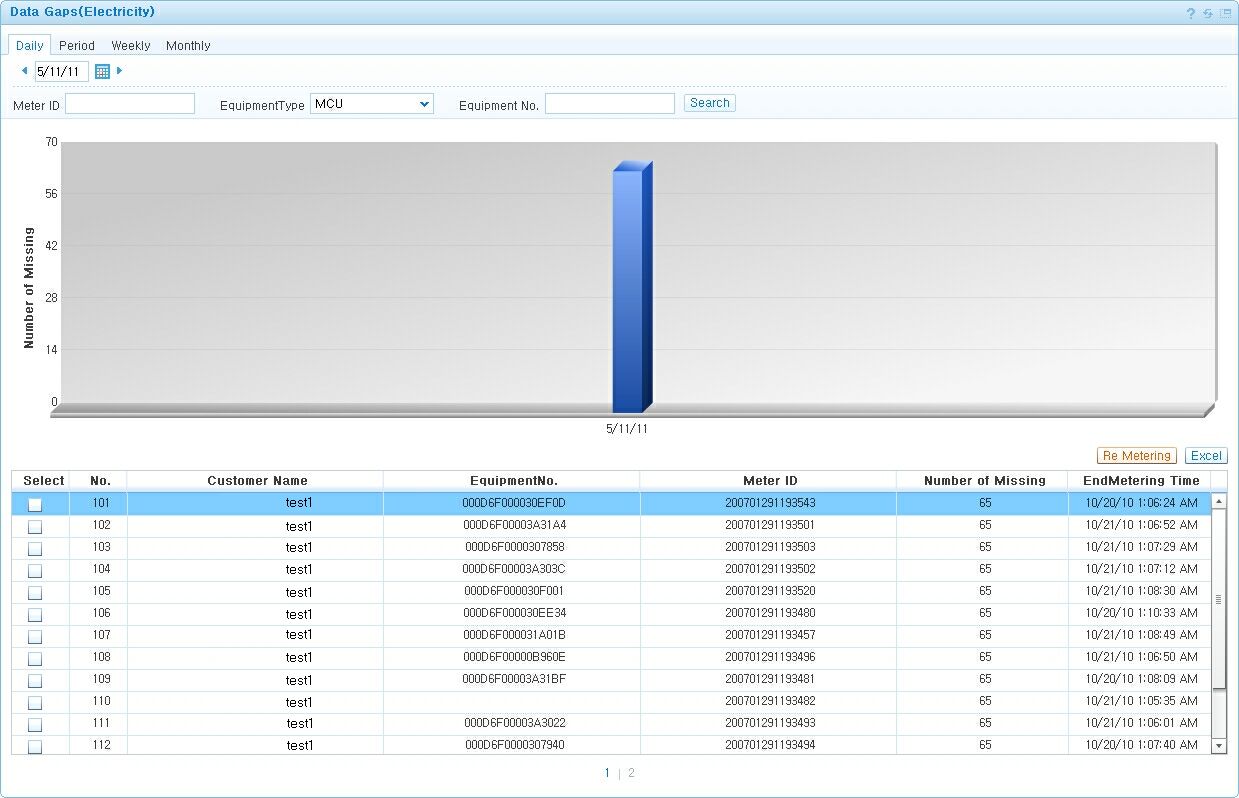 Data Gaps(Electricity)
?
Daily Period Weekly Monthly
5/11/11
Meter ID EquipmentType MCU Equipment No. Search
70
56
42
28
14
0
Number of Missing
5/11/11
Re Metering Excel
Select No. Customer Name EquipmentNo. Meter ID Number of Missing EndMetering Time
101 test1 000D6F000030EF0D 200701291193543 65 10/20/10 1:06:24 AM
102 test1 000D6F00003A31A4 200701291193501 65 10/21/10 1:06:52 AM
103 test1 000D6F0000307858 200701291193503 65 10/21/10 1:07:29 AM
104 test1 000D6F00003A303C 200701291193502 65 10/21/10 1:07:12 AM
105 test1 000D6F000030F001 200701291193520 65 10/21/10 1:08:30 AM
106 test1 000D6F000030EE34 200701291193480 65 10/20/10 1:10:33 AM
107 test1 000D6F000031A01B 200701291193457 65 10/21/10 1:08:49 AM
108 test1 000D6F00000B960E 200701291193496 65 10/21/10 1:06:50 AM
109 test1 000D6F00003A31BF 200701291193481 65 10/20/10 1:08:09 AM
110 test1 200701291193482 65 10/21/10 1:05:35 AM
111 test1 000D6F00003A3022 200701291193493 65 10/21/10 1:06:01 AM
112 test1 000D6F0000307940 200701291193494 65 10/20/10 1:07:40 AM
1 | 2